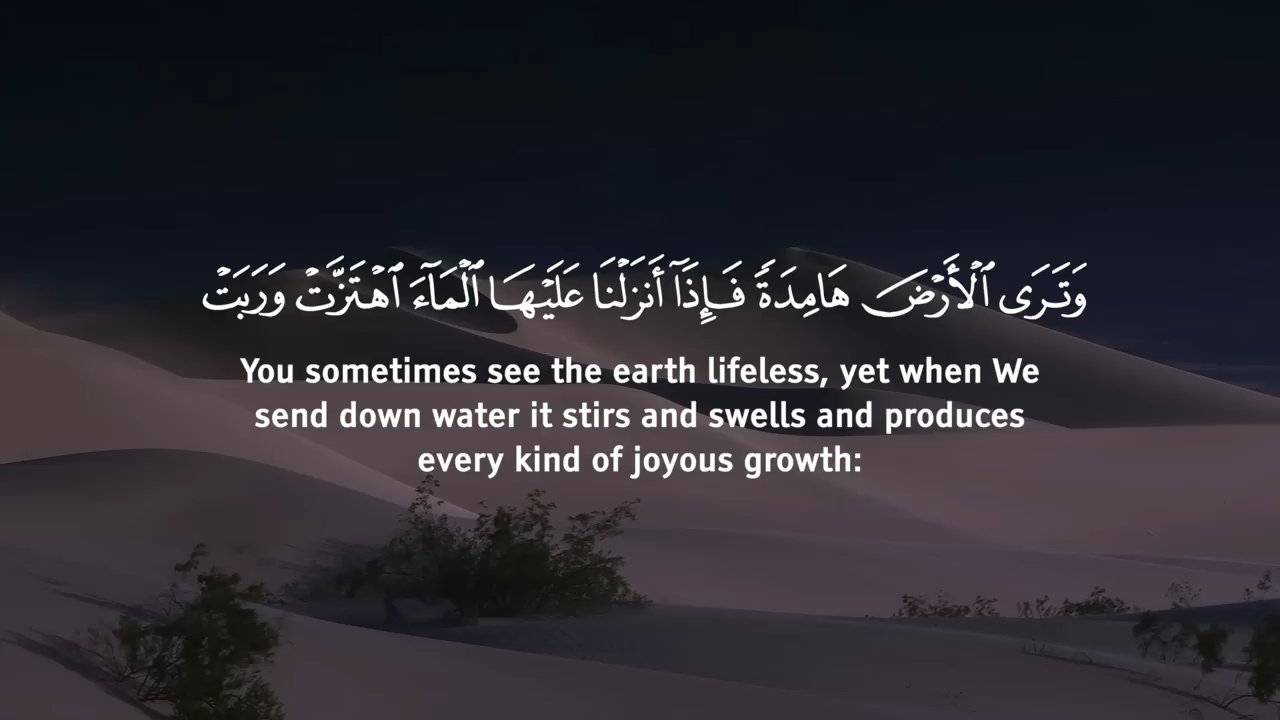 وَتَرَى ٱلْأَرْضَ هَامِدَةً فَإِذَآ أَنزَلْنَا عَلَيْهَا ٱلْمَآءَ ٱهْتَزَّتْ وَرَبَتْ
You sometimes see the earth lifeless, yet when We
send down water it stirs and swells and produces
every kind of joyous growth: